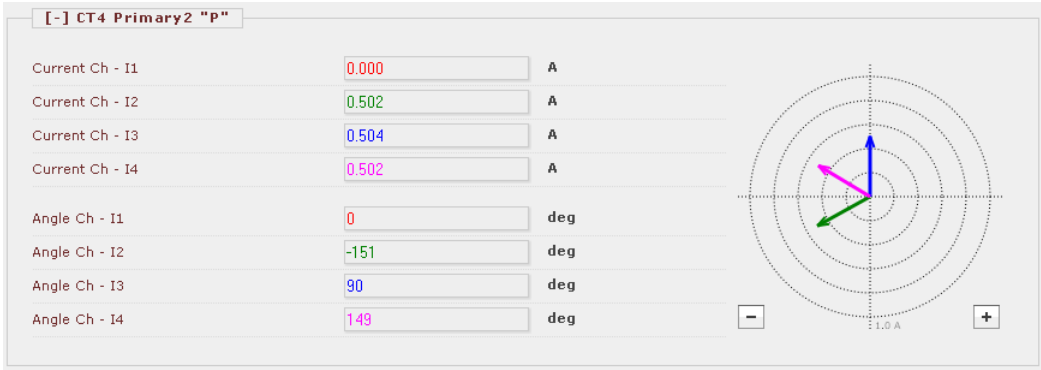 [-] CT4 Primary2 "P"
Current Ch - I1 0.000 A
Current Ch - I2 0.502 A
Current Ch - I3 0.504 A
Current Ch - I4 0.502 A
Angle Ch - I1 0 deg
Angle Ch - I2 -151 deg
Angle Ch - I3 90 deg
Angle Ch - I4 149 deg
- +
1.0 A